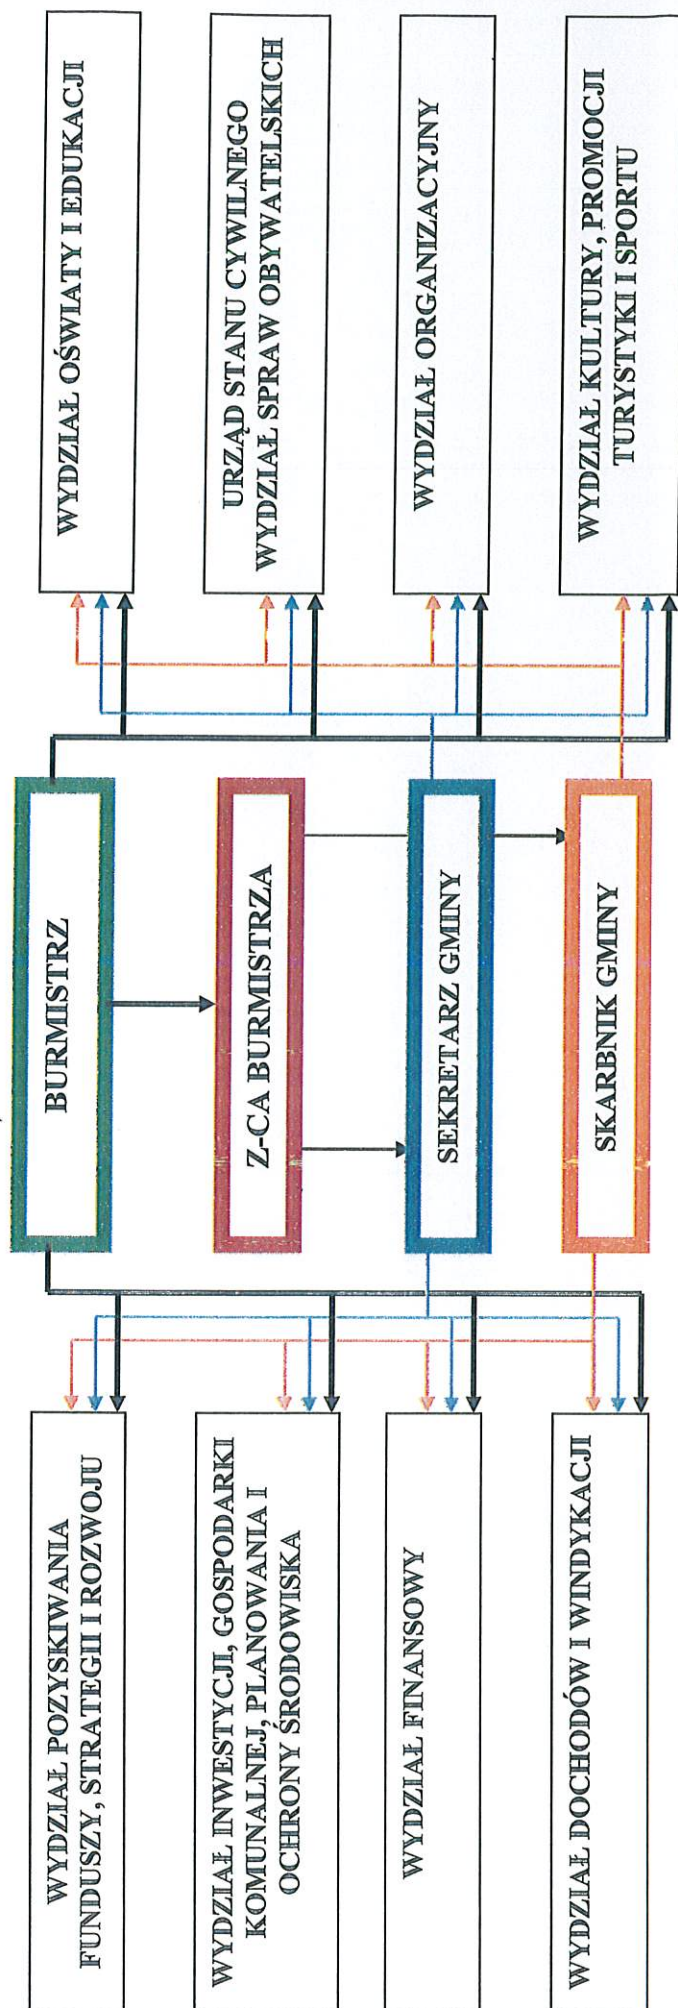 WYDZIAŁ POZYSKIWANIA
FUNDUSZY, STRATEGII I ROZWOJU
WYDZIAŁ INWESTYCJI, GOSPODARKI
KOMUNALNEJ, PLANOWANIA I
OCHRONY ŚRODOWISKA
WYDZIAŁ FINANSOWY
WYDZIAŁ DOCHODÓW I WINDYKACJI
BURMISTRZ
Z-CA BURMISTRZA
SEKRETARZ GMINY
SKARBNIK GMINY
WYDZIAŁ OŚWIATY I EDUKACJI
URZĄD STANU CYWILNEGO
WYDZIAŁ SPRAW OBYWATELSKICH
WYDZIAŁ ORGANIZACYJNY
WYDZIAŁ KULTURY, PROMOCJI
TURYSTYKI I SPORTU